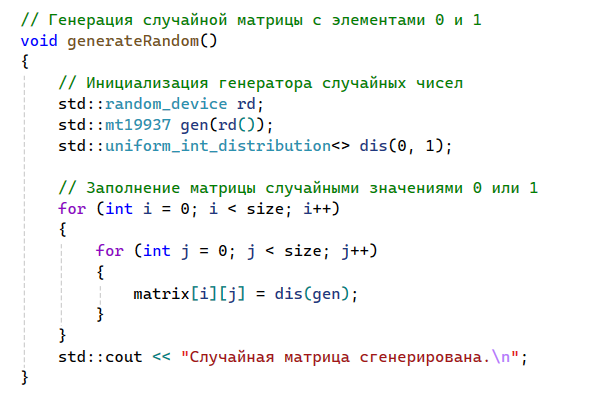 // Генерация случайной матрицы с элементами 0 и 1
void generateRandom()
{
    // Инициализация генератора случайных чисел
    std::random_device rd;
    std::mt19937 gen(rd());
    std::uniform_int_distribution<> dis(0, 1);

    // Заполнение матрицы случайными значениями 0 или 1
    for (int i = 0; i < size; i++)
    {
        for (int j = 0; j < size; j++)
        {
            matrix[i][j] = dis(gen);
        }
    }
    std::cout << "Случайная матрица сгенерирована.\n";
}